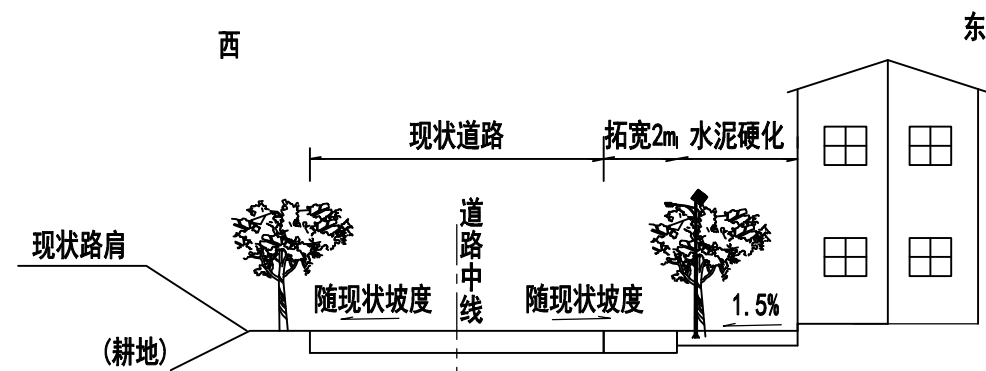 西
东
现状道路
拓宽2m
水泥硬化
道路中线
现状路肩
随现状坡度
随现状坡度
1.5%
(耕地)